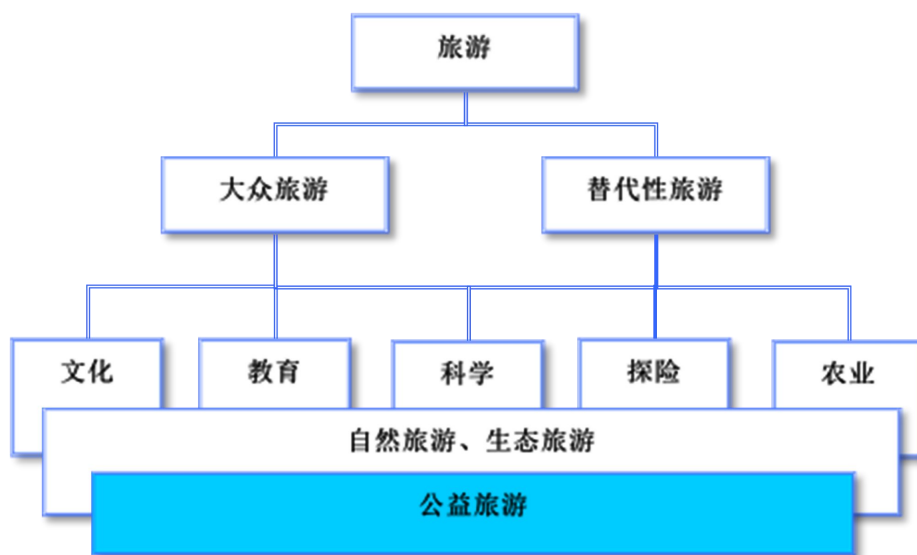 旅游
大众旅游
替代性旅游
文化
教育
科学
探险
农业
自然旅游、生态旅游
公益旅游